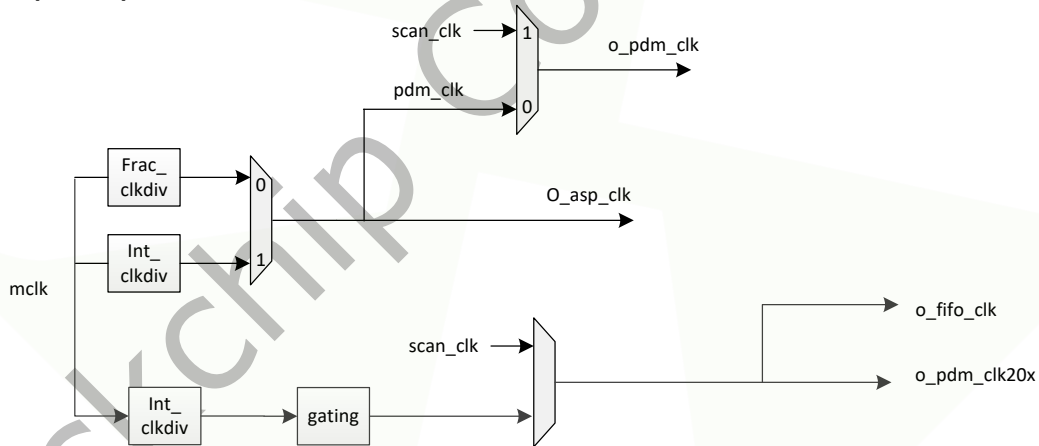 scan_clk
1
o_pdm_clk
pdm_clk
0
Frac_
clkdiv
0
O_asp_clk
Int_
clkdiv
1
mclk
o_fifo_clk
scan_clk
o_pdm_clk20x
Int_
clkdiv
gating